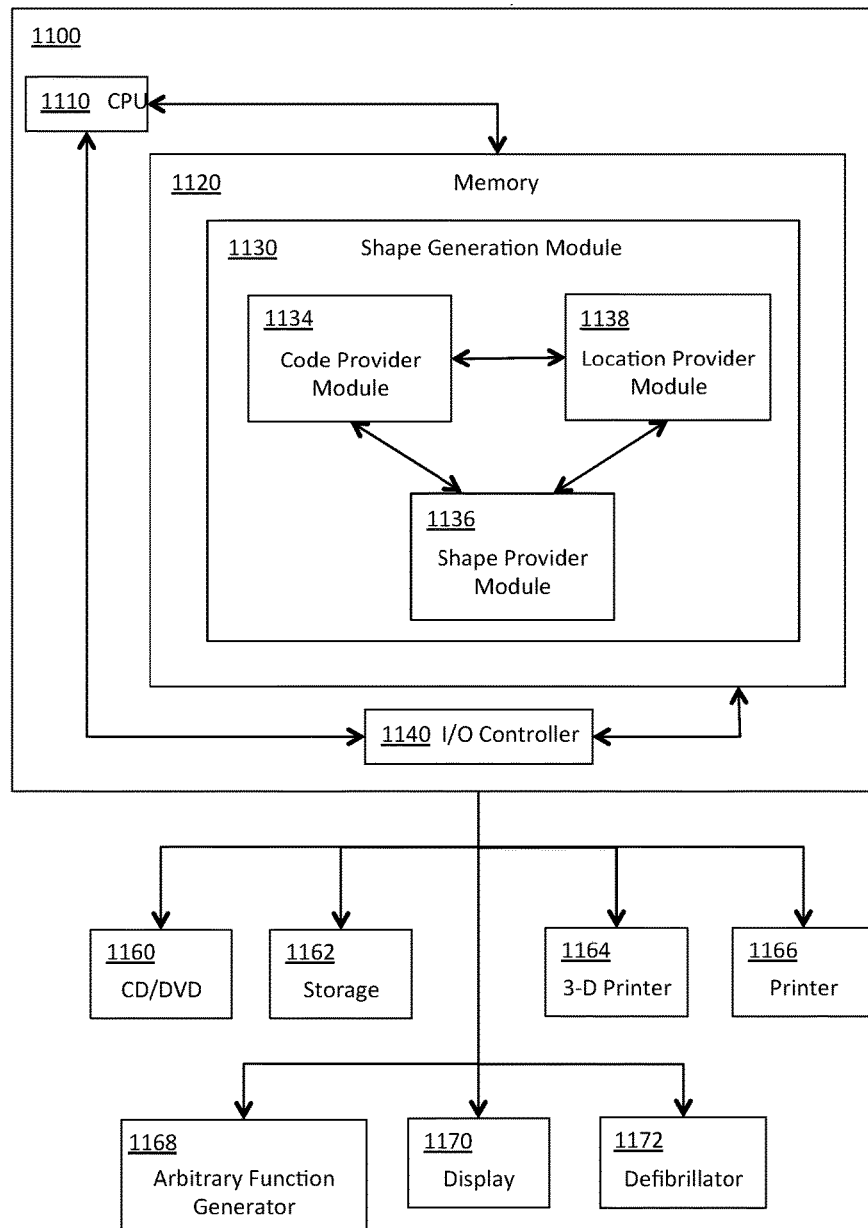 1100
1110 CPU
1120 Memory
1130 Shape Generation Module
1134
Code Provider
Module
1138
Location Provider
Module
1136
Shape Provider
Module
1140 I/O Controller
1160
CD/DVD
1162
Storage
1164
3-D Printer
1166
Printer
1168
Arbitrary Function
Generator
1170
Display
1172
Defibrillator